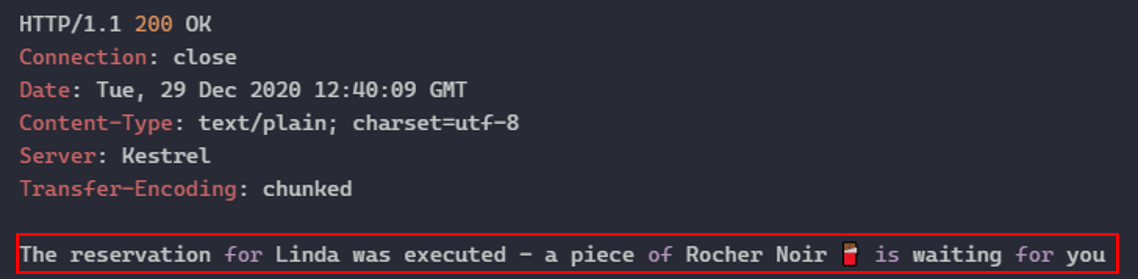 HTTP/1.1 200 OK
Connection: close
Date: Tue, 29 Dec 2020 12:40:09 GMT
Content-Type: text/plain; charset=utf-8
Server: Kestrel
Transfer-Encoding: chunked
The reservation for Linda was executed - a piece of Rocher Noir 🍫 is waiting for you